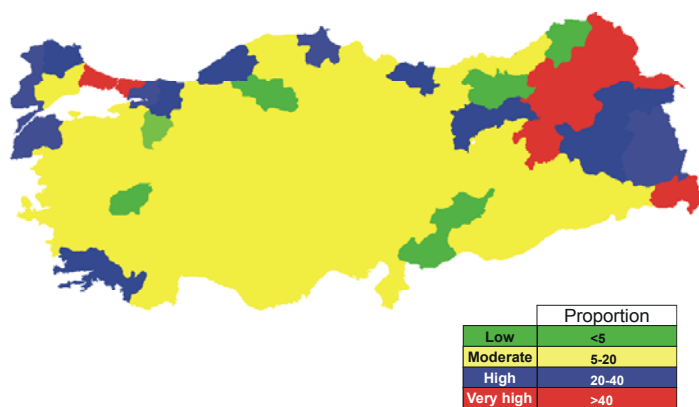 Proportion
Low <5
Moderate 5-20
High 20-40
Very high >40